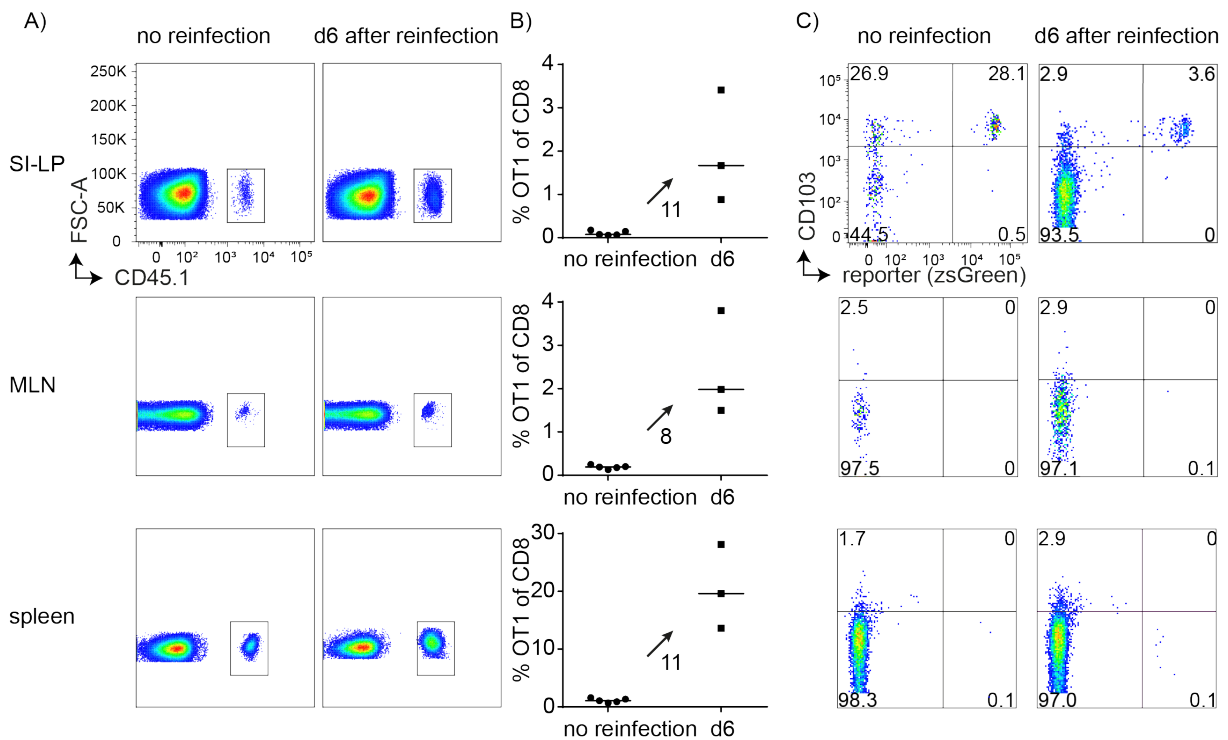 A)
no reinfection
d6 after reinfection
B)
C)
no reinfection
d6 after reinfection
SI-LP
250K
200K
150K
100K
50K
0
FSC-A
0 10² 10³ 10⁴ 10⁵
CD45.1
% OT1 of CD8
4
3
2
1
0
11
no reinfection d6
CD103
10⁵
10⁴
10³
10²
0
26.9 28.1
44.5 0.5
0 10² 10³ 10⁴ 10⁵
reporter (zsGreen)
2.9 3.6
93.5 0
MLN
% OT1 of CD8
4
3
2
1
0
8
no reinfection d6
2.5 0
97.5 0
2.9 0
97.1 0.1
spleen
% OT1 of CD8
30
20
10
0
11
no reinfection d6
1.7 0
98.3 0.1
2.9 0
97.0 0.1